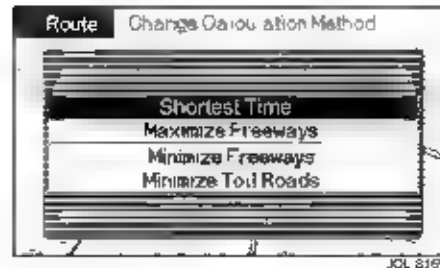 Route Change Calculation Method
Shortest Time
Maximize Freeways
Minimize Freeways
Minimize Toll Roads